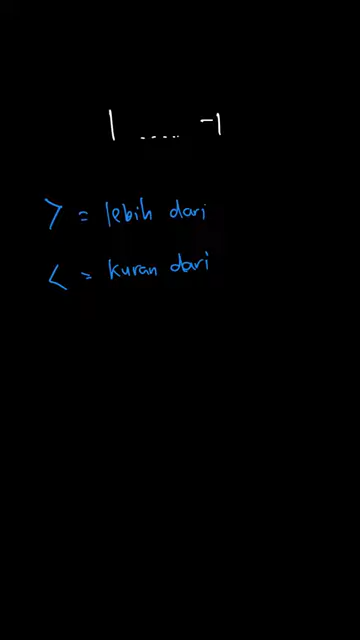 1 ..... -1
> = lebih dari
< = kuran dari